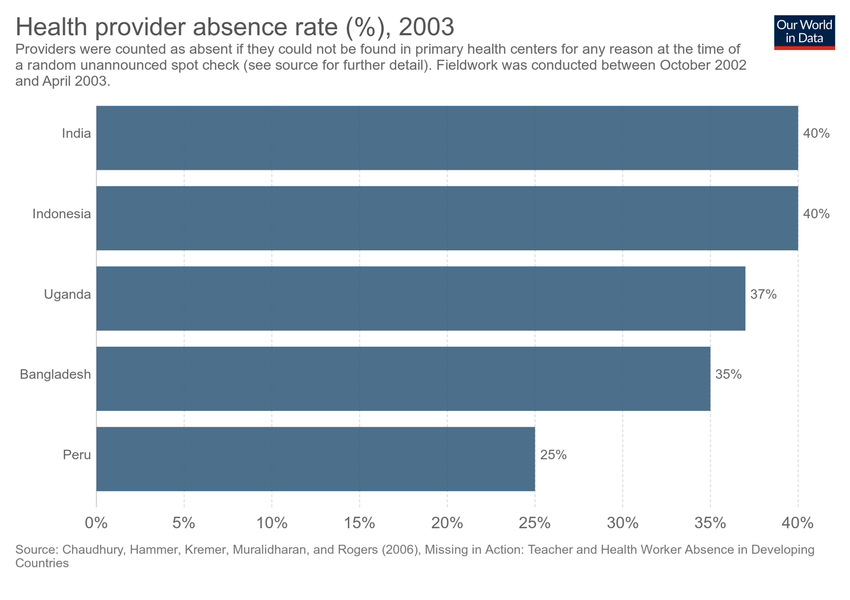 Health provider absence rate (%), 2003
Our World
in Data
Providers were counted as absent if they could not be found in primary health centers for any reason at the time of
a random unannounced spot check (see source for further detail). Fieldwork was conducted between October 2002
and April 2003.
India
40%
Indonesia
40%
Uganda
37%
Bangladesh
35%
Peru
25%
0%
5%
10%
15%
20%
25%
30%
35%
40%
Source: Chaudhury, Hammer, Kremer, Muralidharan, and Rogers (2006), Missing in Action: Teacher and Health Worker Absence in Developing
Countries